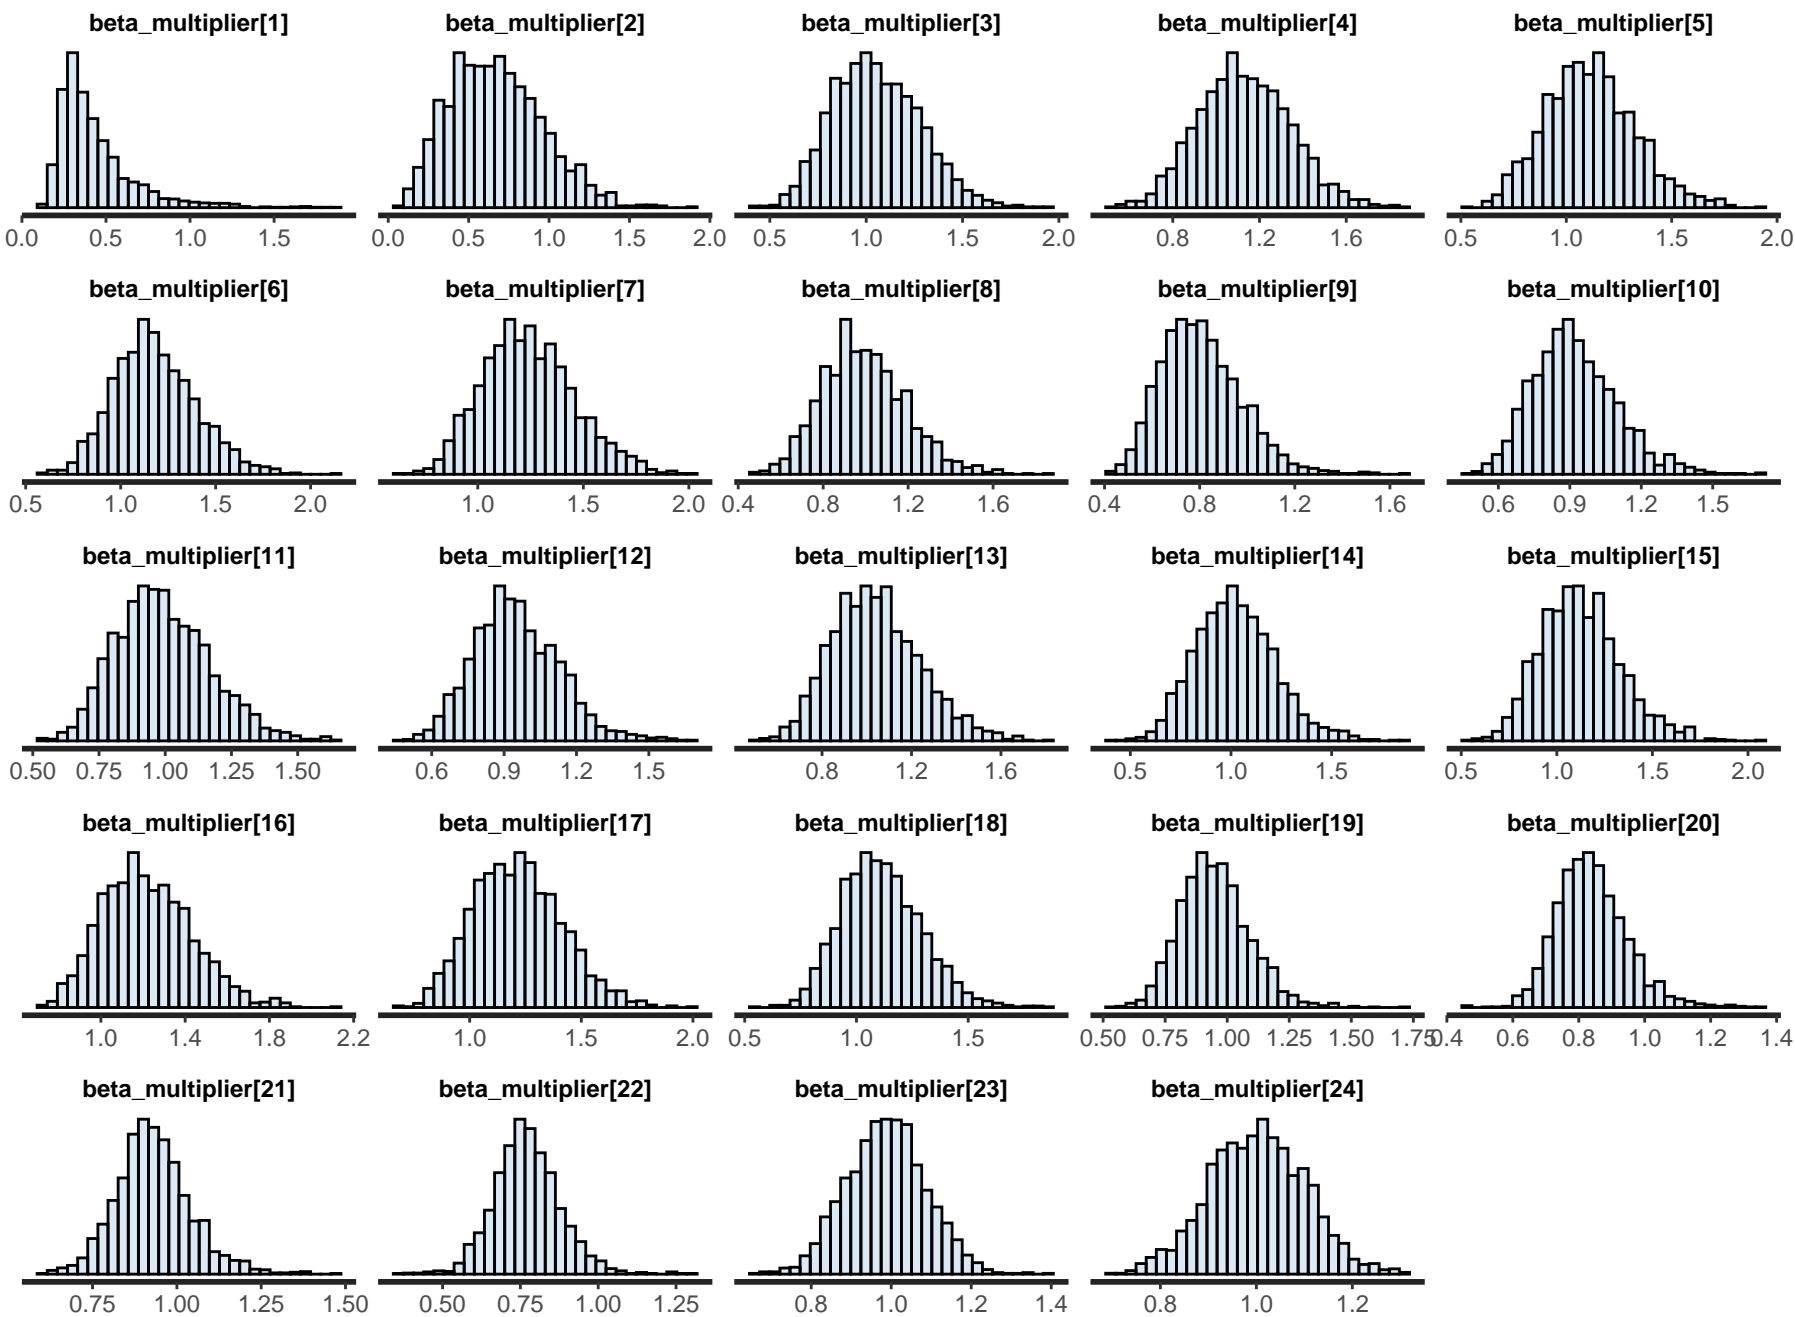 beta_multiplier[1] beta_multiplier[2] beta_multiplier[3] beta_multiplier[4] beta_multiplier[5]
0.0 0.5 1.0 1.5 0.0 0.5 1.0 1.5 2.0 0.5 1.0 1.5 2.0 0.8 1.2 1.6 0.5 1.0 1.5 2.0
beta_multiplier[6] beta_multiplier[7] beta_multiplier[8] beta_multiplier[9] beta_multiplier[10]
0.5 1.0 1.5 2.0 1.0 1.5 2.0 0.4 0.8 1.2 1.6 0.4 0.8 1.2 1.6 0.6 0.9 1.2 1.5
beta_multiplier[11] beta_multiplier[12] beta_multiplier[13] beta_multiplier[14] beta_multiplier[15]
0.50 0.75 1.00 1.25 1.50 0.6 0.9 1.2 1.5 0.8 1.2 1.6 0.5 1.0 1.5 0.5 1.0 1.5 2.0
beta_multiplier[16] beta_multiplier[17] beta_multiplier[18] beta_multiplier[19] beta_multiplier[20]
1.0 1.4 1.8 2.2 1.0 1.5 2.0 0.5 1.0 1.5 0.50 0.75 1.00 1.25 1.50 1.75 0.4 0.6 0.8 1.0 1.2 1.4
beta_multiplier[21] beta_multiplier[22] beta_multiplier[23] beta_multiplier[24]
0.75 1.00 1.25 1.50 0.50 0.75 1.00 1.25 0.8 1.0 1.2 1.4 0.8 1.0 1.2